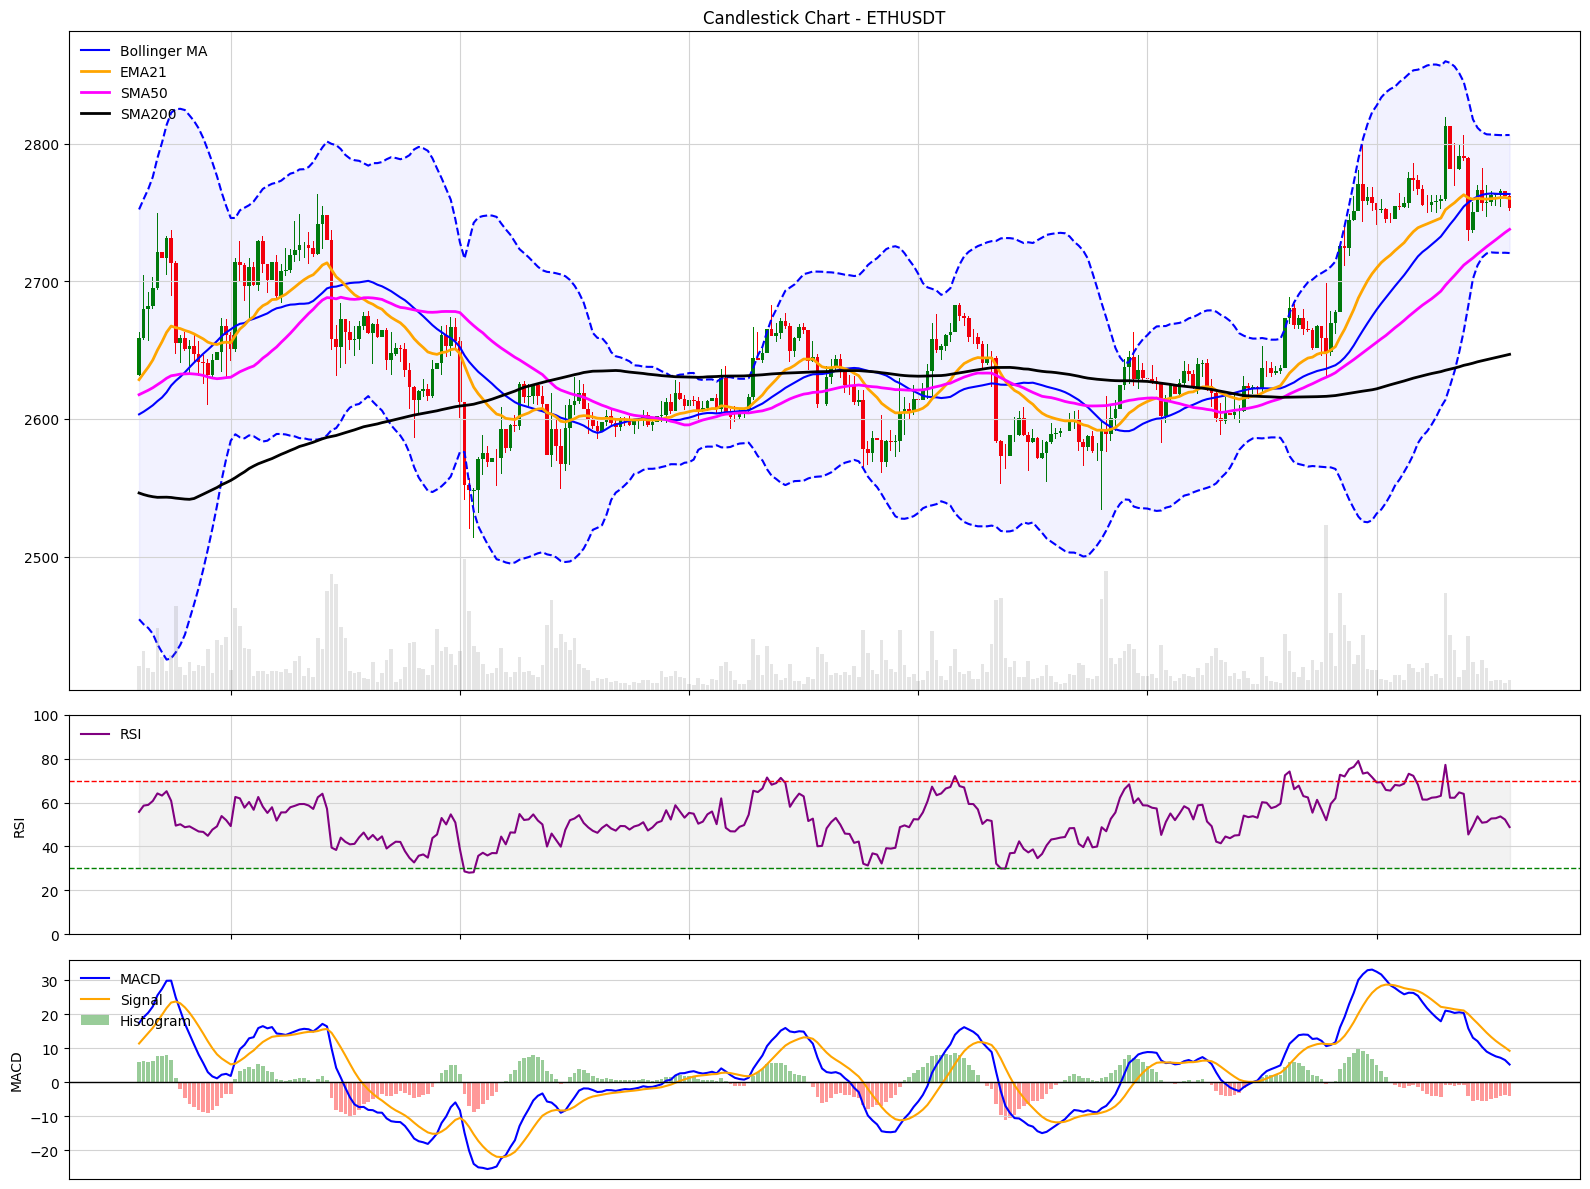 Candlestick Chart - ETHUSDT
Bollinger MA
EMA21
SMA50
SMA200
2800
2700
2600
2500
RSI
100
80
60
40
20
0
RSI
MACD
Signal
Histogram
30
20
10
0
−10
−20
MACD